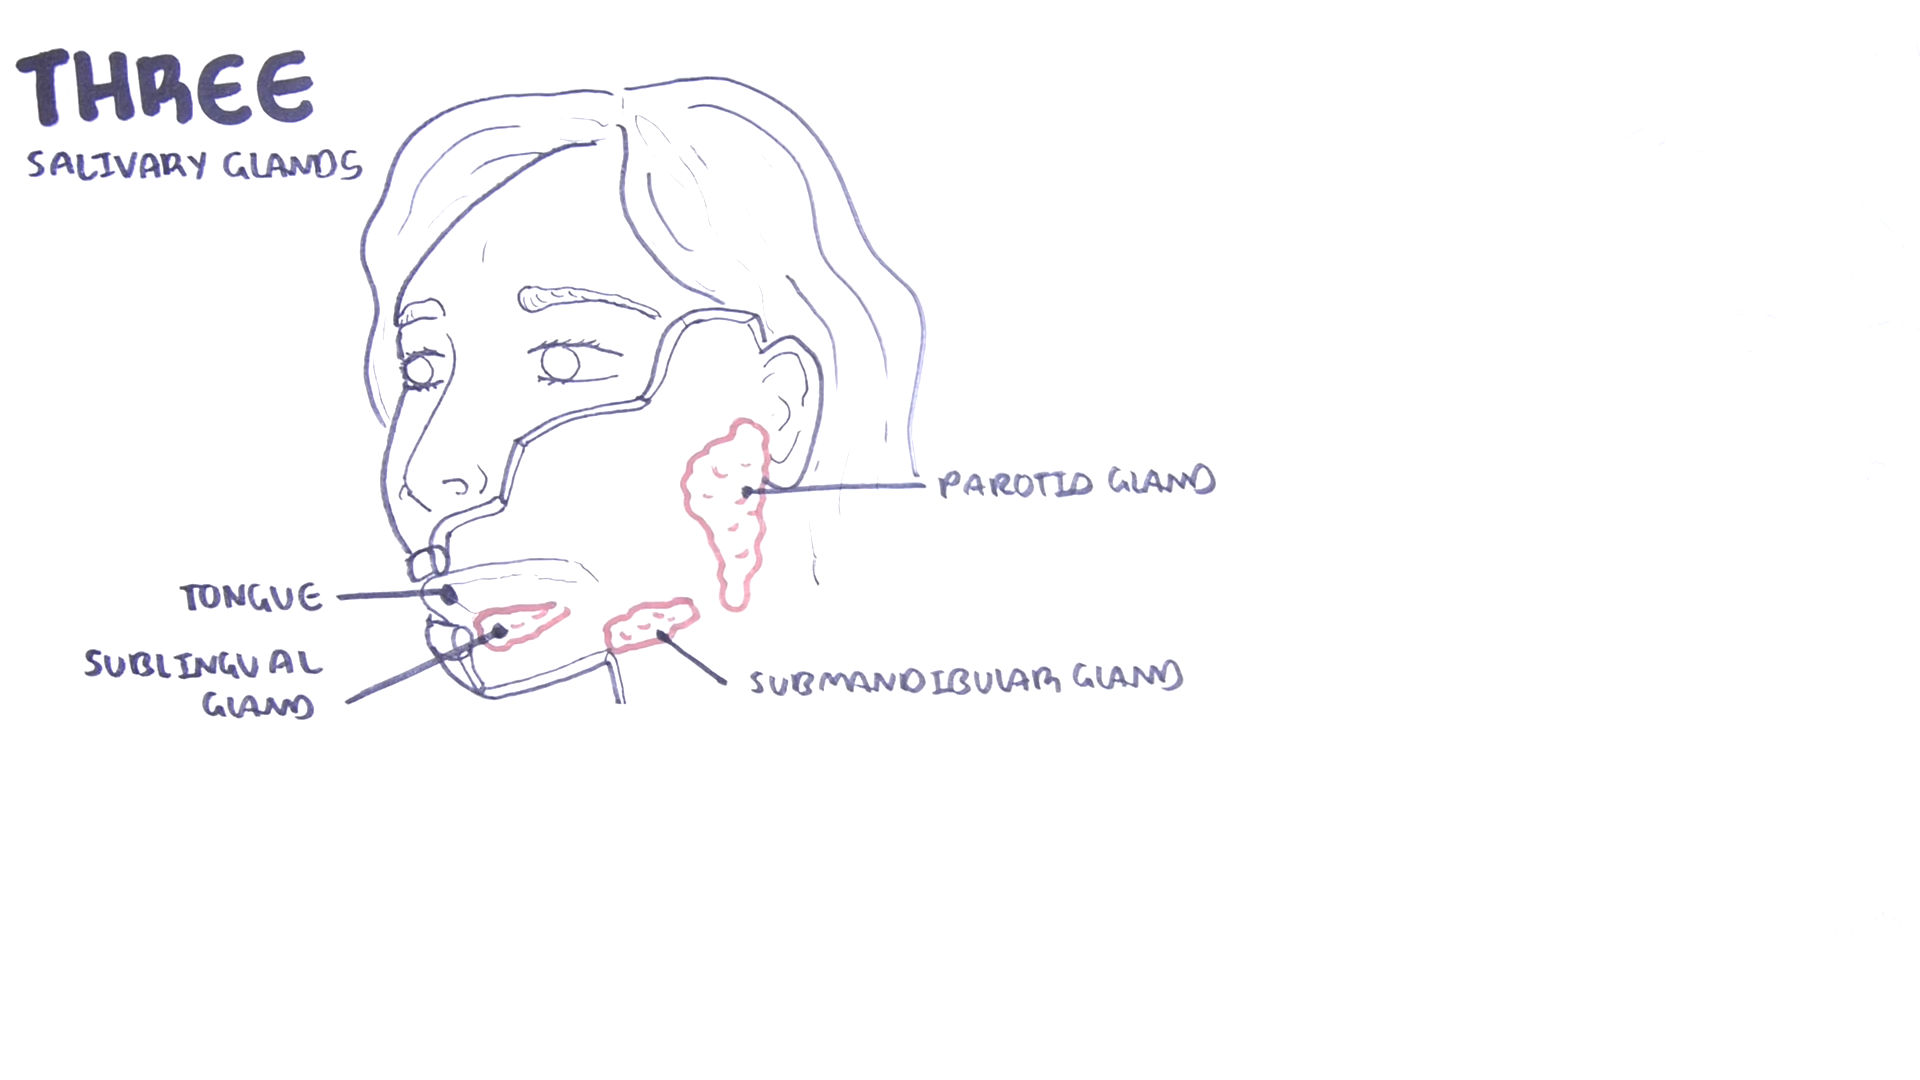 THREE
SALIVARY GLANDS
PAROTID GLAND
TONGUE
SUBLINGUAL
GLAND
SUBMANDIBULAR GLAND